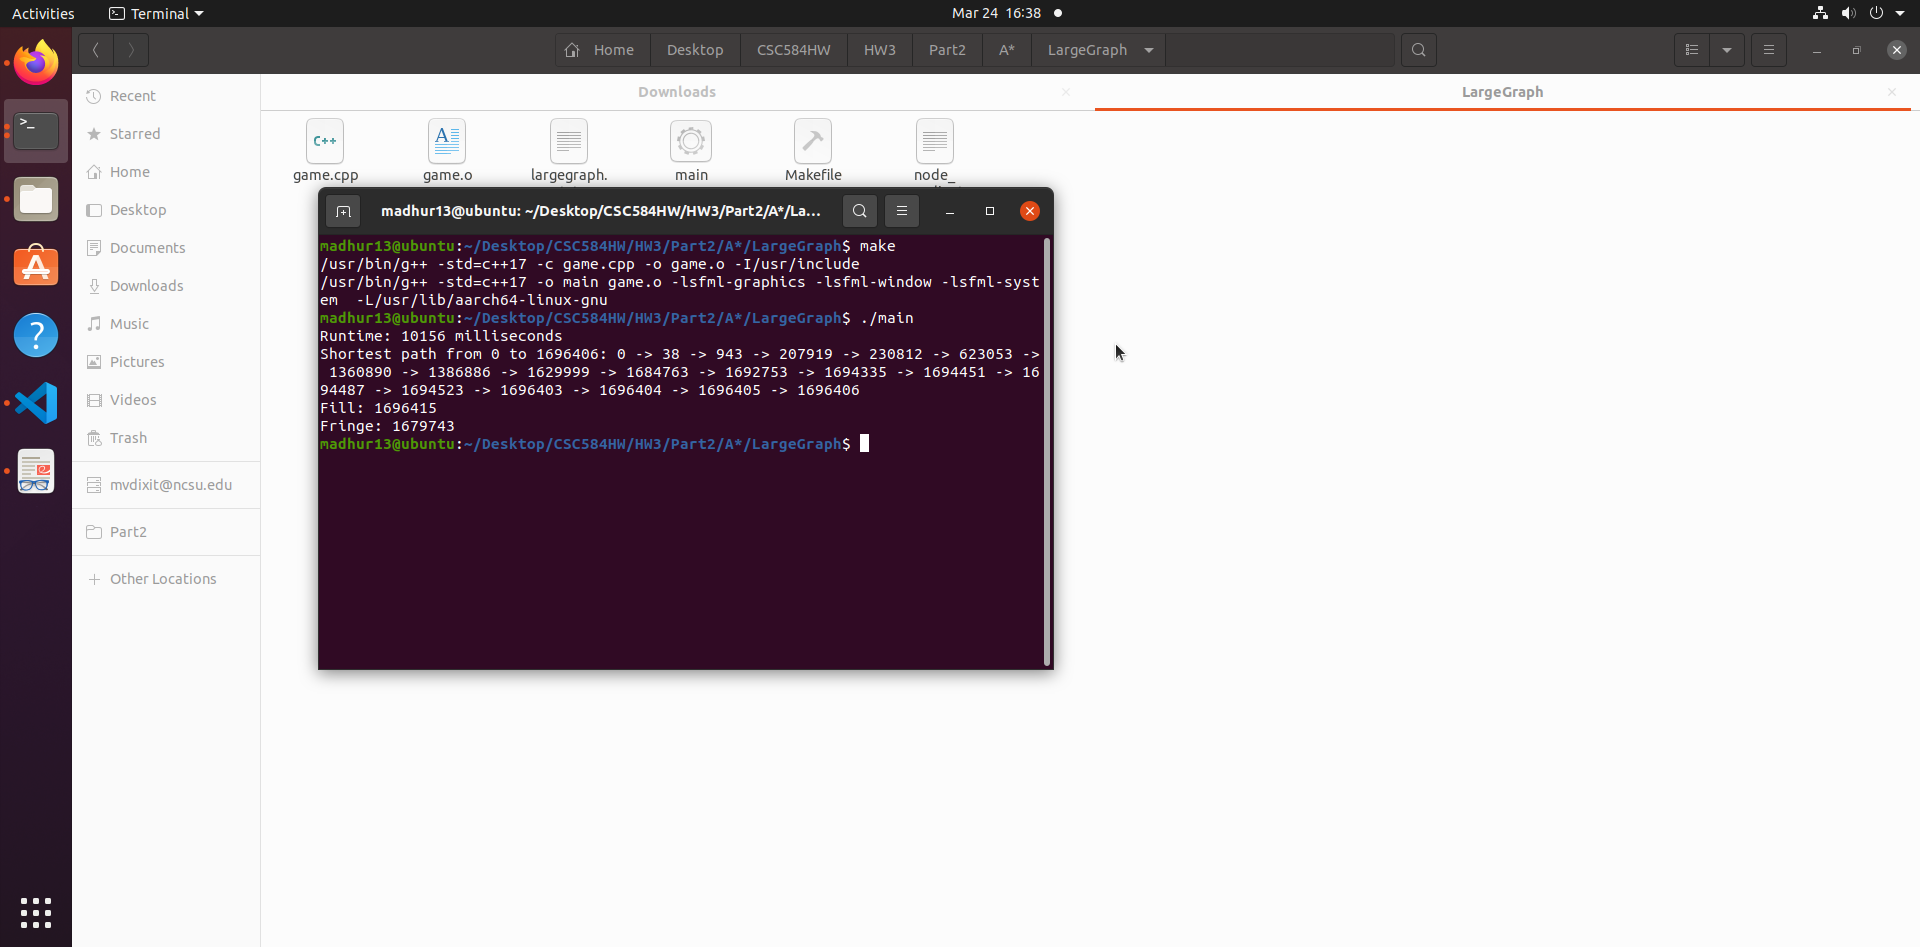 Activities Terminal Mar 24 16:38
Home Desktop CSC584HW HW3 Part2 A* LargeGraph
Downloads LargeGraph
Recent
Starred
Home
Desktop
Documents
Downloads
Music
Pictures
Videos
Trash
mvdixit@ncsu.edu
Part2
Other Locations
C++
A
game.cpp game.o largegraph. main Makefile node_
madhur13@ubuntu: ~/Desktop/CSC584HW/HW3/Part2/A*/La...
madhur13@ubuntu:~/Desktop/CSC584HW/HW3/Part2/A*/LargeGraph$ make
/usr/bin/g++ -std=c++17 -c game.cpp -o game.o -I/usr/include
/usr/bin/g++ -std=c++17 -o main game.o -lsfml-graphics -lsfml-window -lsfml-syst
em  -L/usr/lib/aarch64-linux-gnu
madhur13@ubuntu:~/Desktop/CSC584HW/HW3/Part2/A*/LargeGraph$ ./main
Runtime: 10156 milliseconds
Shortest path from 0 to 1696406: 0 -> 38 -> 943 -> 207919 -> 230812 -> 623053 ->
 1360890 -> 1386886 -> 1629999 -> 1684763 -> 1692753 -> 1694335 -> 1694451 -> 16
94487 -> 1694523 -> 1696403 -> 1696404 -> 1696405 -> 1696406
Fill: 1696415
Fringe: 1679743
madhur13@ubuntu:~/Desktop/CSC584HW/HW3/Part2/A*/LargeGraph$